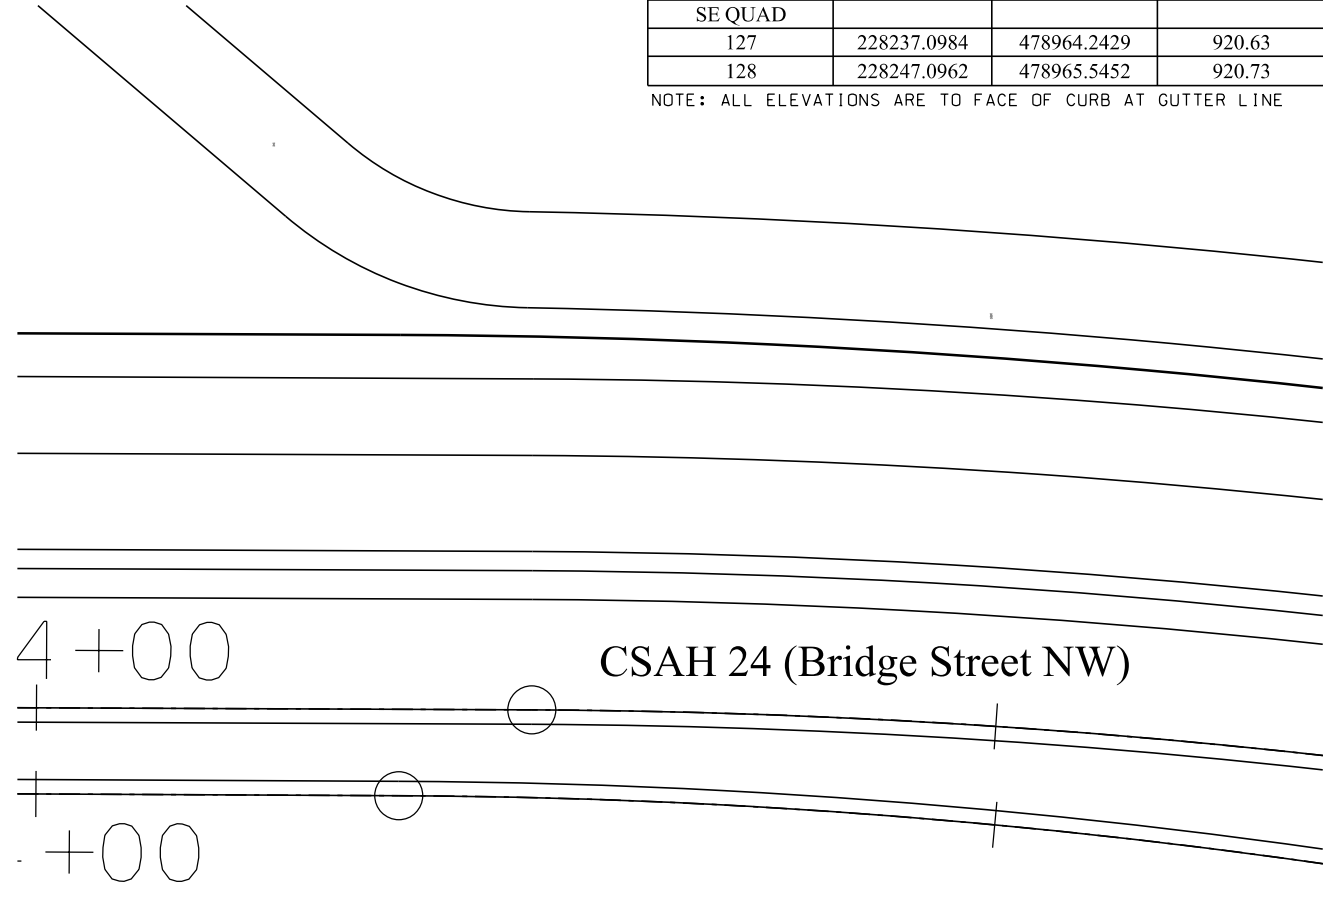 SE QUAD
127 228237.0984 478964.2429 920.63
128 228247.0962 478965.5452 920.73
NOTE: ALL ELEVATIONS ARE TO FACE OF CURB AT GUTTER LINE
4+00
CSAH 24 (Bridge Street NW)
+00